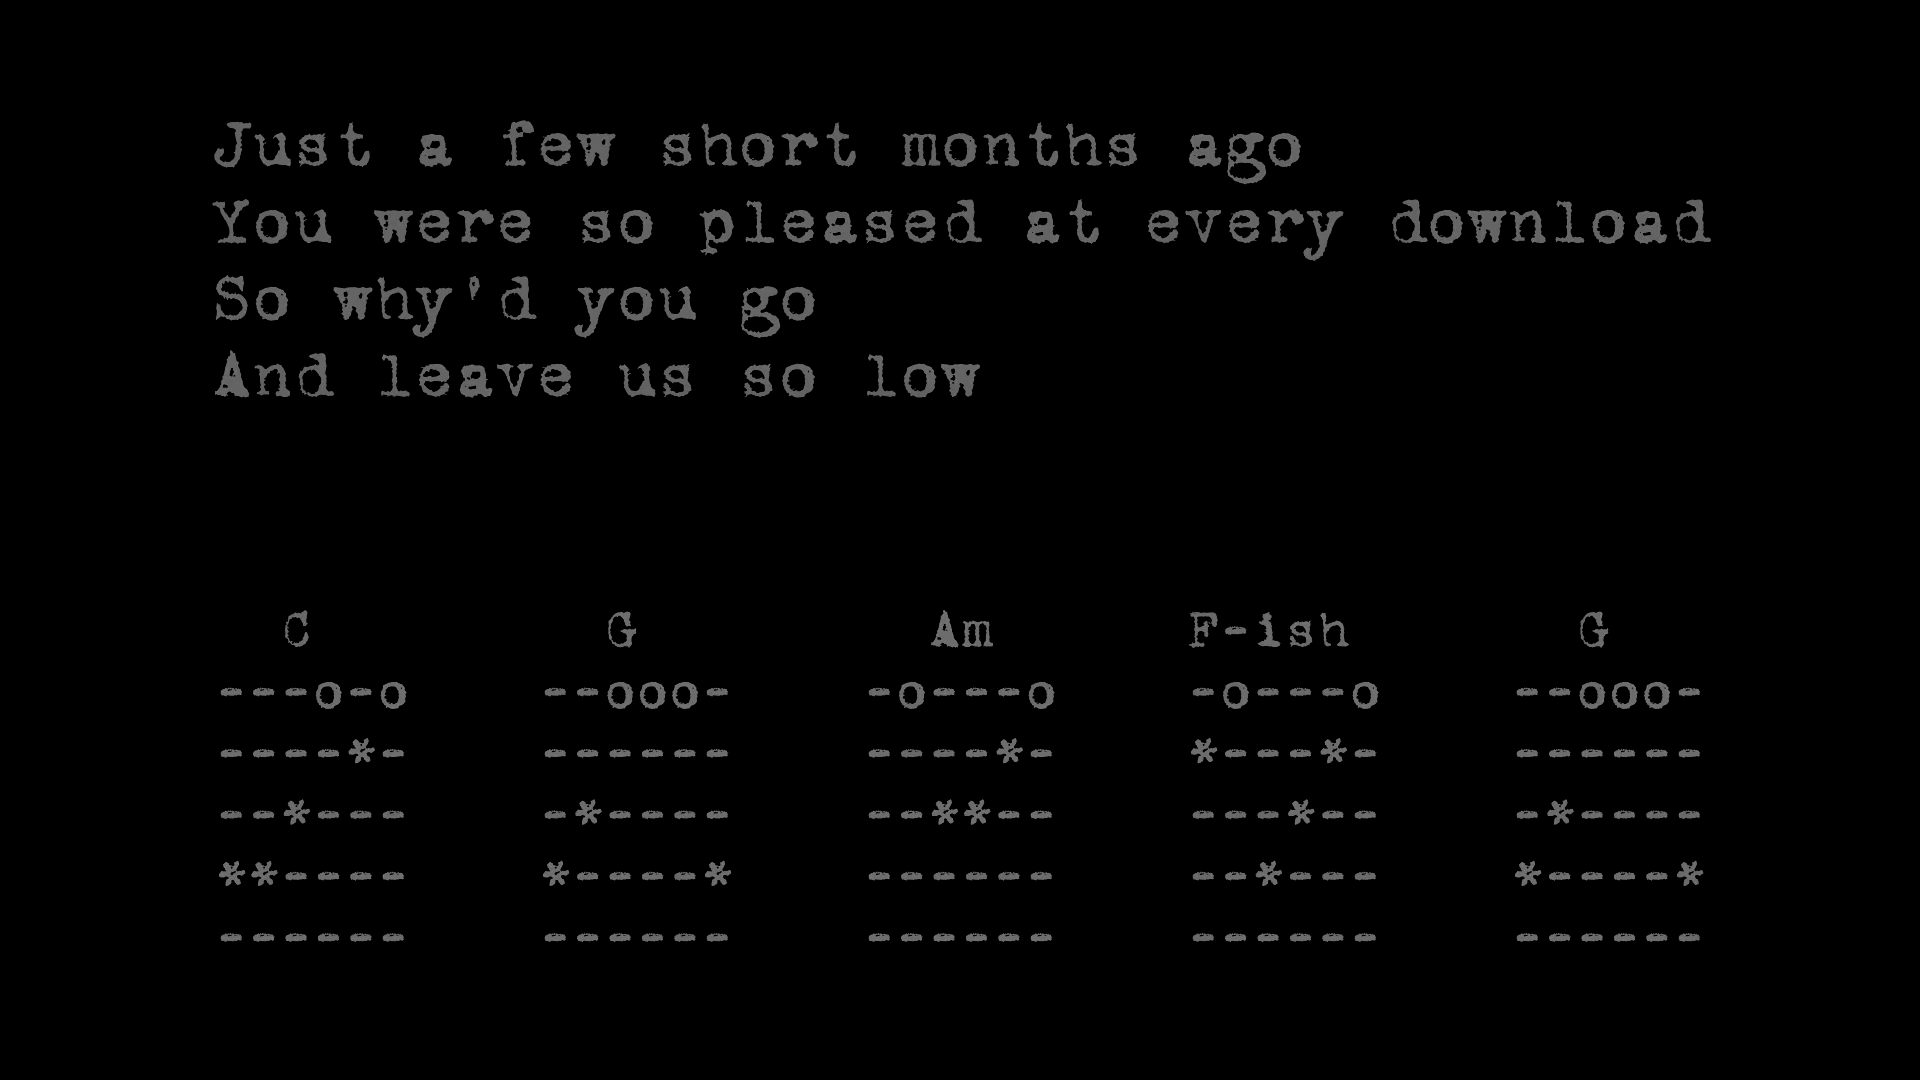 Just a few short months ago
You were so pleased at every download
So why'd you go
And leave us so low
C G Am F-ish G
---o-o --ooo- -o---o -o---o --ooo-
----*- ------ ----*- *---*- ------
--*--- -*---- --**-- ---*-- -*----
**---- *----* ------ --*--- *----*
------ ------ ------ ------ ------